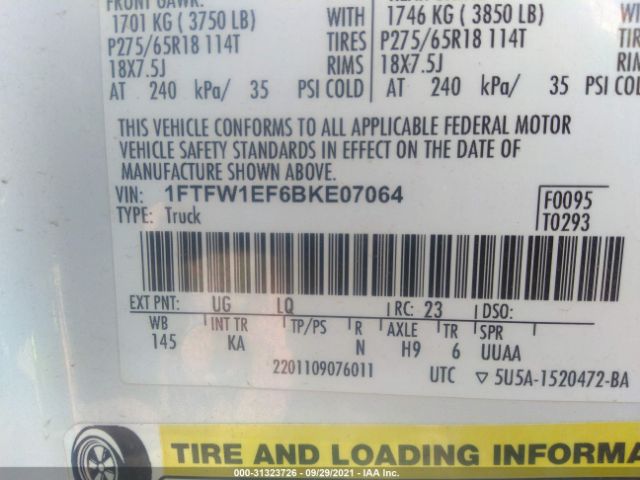 FRONT GAWR:
1701 KG ( 3750 LB) WITH 1746 KG ( 3850 LB)
P275/65R18 114T TIRES P275/65R18 114T
18X7.5J RIMS 18X7.5J
AT 240 kPa/ 35 PSI COLD AT 240 kPa/ 35 PSI
THIS VEHICLE CONFORMS TO ALL APPLICABLE FEDERAL MOTOR
VEHICLE SAFETY STANDARDS IN EFFECT ON THE DATE OF
MANUFACTURE SHOWN ABOVE.
VIN: 1FTFW1EF6BKE07064 F0095
TYPE: Truck T0293
EXT PNT: UG LQ RC: 23 DSO:
WB INT TR TP/PS R AXLE TR SPR
145 KA N H9 6 UUAA
2201109076011 UTC ▽ 5U5A-1520472-BA
TIRE AND LOADING INFORMA
000-31323726 - 09/29/2021 - IAA Inc.